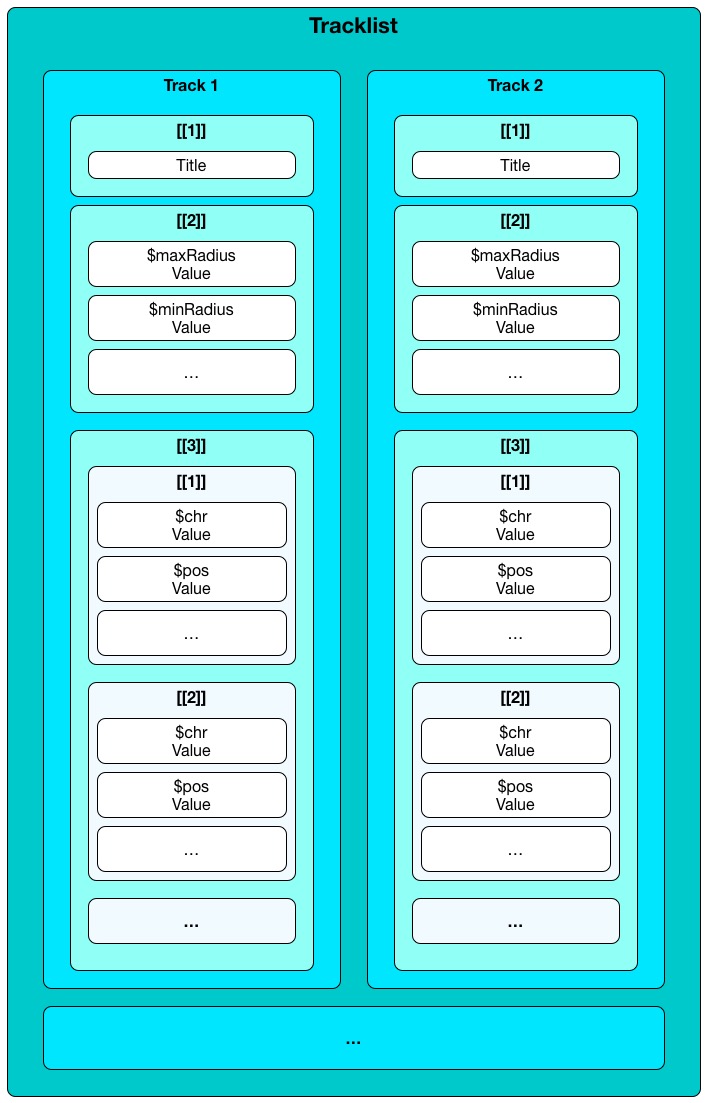 Tracklist
Track 1
[[1]]
Title
[[2]]
$maxRadius
Value
$minRadius
Value
...
[[3]]
[[1]]
$chr
Value
$pos
Value
...
[[2]]
$chr
Value
$pos
Value
...
...
Track 2
[[1]]
Title
[[2]]
$maxRadius
Value
$minRadius
Value
...
[[3]]
[[1]]
$chr
Value
$pos
Value
...
[[2]]
$chr
Value
$pos
Value
...
...
...